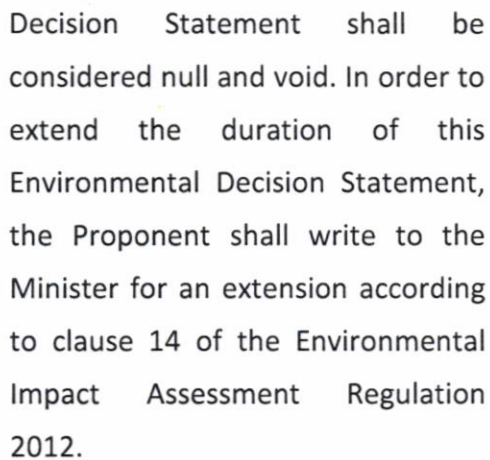 Decision Statement shall be
considered null and void. In order to
extend the duration of this
Environmental Decision Statement,
the Proponent shall write to the
Minister for an extension according
to clause 14 of the Environmental
Impact Assessment Regulation
2012.